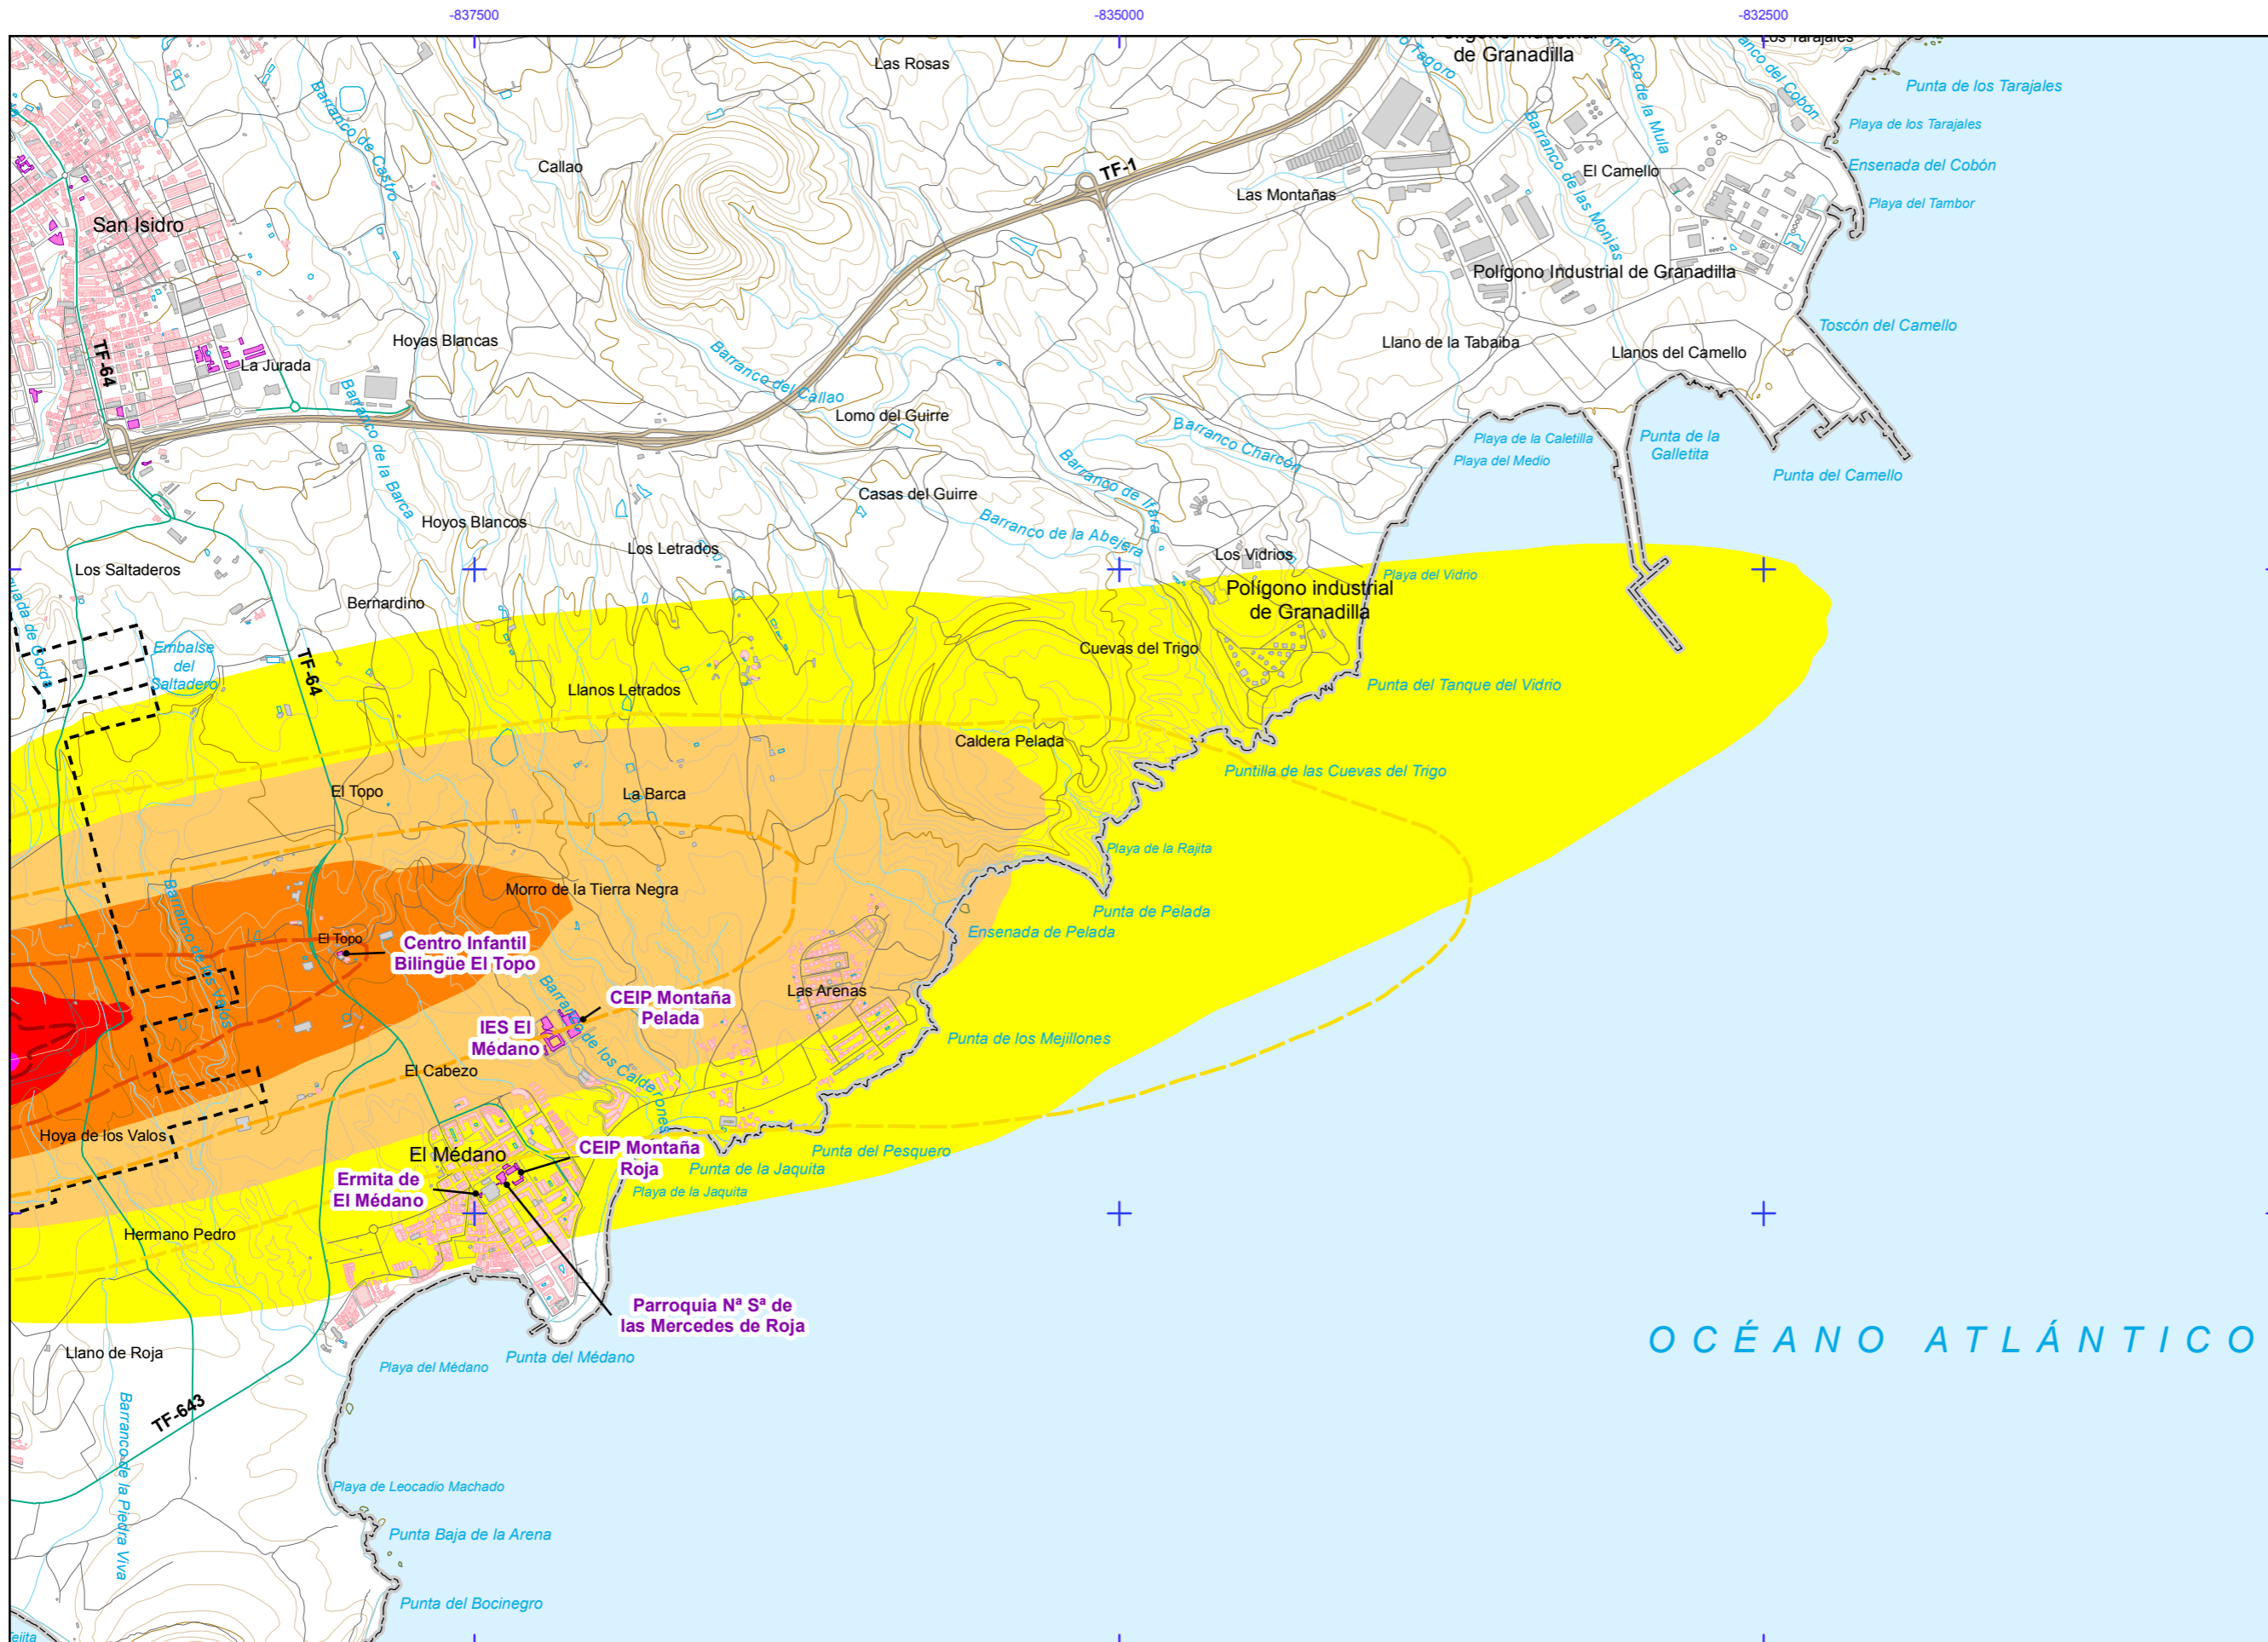 -837500
-835000
-832500
Las Rosas
de Granadilla
Los Tarajales
Punta de los Tarajales
Playa de los Tarajales
Ensenada del Cobón
Playa del Tambor
Barranco de Castro
Callao
TF-1
Las Montañas
El Camello
San Isidro
Barranco de las Monjas
Polígono Industrial de Granadilla
Toscón del Camello
TF-64
La Jurada
Hoyas Blancas
Barranco del Callao
Llano de la Tabaiba
Llanos del Camello
Barranco de la Barca
Lomo del Guirre
Barranco Charcón
Playa de la Caletilla
Playa del Medio
Punta de la
Galletita
Punta del Camello
Barranco de Ifara
Casas del Guirre
Hoyos Blancos
Barranco de la Abejera
Los Letrados
Los Vidrios
Los Saltaderos
Playa del Vidrio
Polígono industrial
de Granadilla
Bernardino
Embalse
del
Saltadero
TF-64
Cuevas del Trigo
Llanos Letrados
Punta del Tanque del Vidrio
Caldera Pelada
Puntilla de las Cuevas del Trigo
El Topo
La Barca
Playa de la Rajita
Morro de la Tierra Negra
Punta de Pelada
Barranco de los Valos
El Topo
Centro Infantil
Bilingüe El Topo
Ensenada de Pelada
Las Arenas
CEIP Montaña
Pelada
IES El
Médano
Barranco de los Calderones
Punta de los Mejillones
El Cabezo
Hoya de los Valos
El Médano
CEIP Montaña
Roja
Punta del Pesquero
Punta de la Jaquita
Playa de la Jaquita
Ermita de
El Médano
Hermano Pedro
Parroquia Nª Sª de
las Mercedes de Roja
OCÉANO ATLÁNTICO
Llano de Roja
Playa del Médano
Punta del Médano
TF-643
Barranco de la Piedra Viva
Playa de Leocadio Machado
Punta Baja de la Arena
Punta del Bocinegro